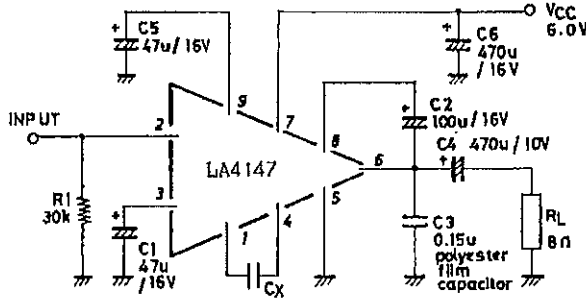 C5
47u/16V
+
VCC
6.0V
+
C6
470u
/16V
9
7
8
+
C2
100u/16V
INPUT
2
LA4147
6
C4 470u/10V
+
R1
30k
3
+
C1
47u
/16V
1
4
5
CX
C3
0.15u
polyester
film
capacitor
RL
8Ω